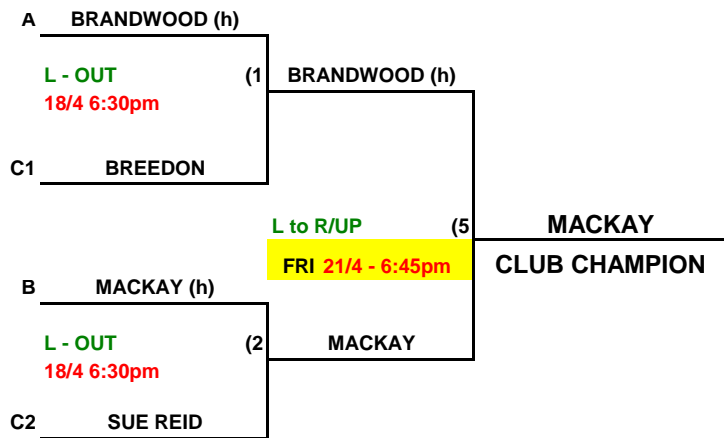 A BRANDWOOD (h)
L - OUT (1 BRANDWOOD (h)
18/4 6:30pm
C1 BREEDON
L to R/UP (5 MACKAY
FRI 21/4 - 6:45pm CLUB CHAMPION
B MACKAY (h)
L - OUT (2 MACKAY
18/4 6:30pm
C2 SUE REID